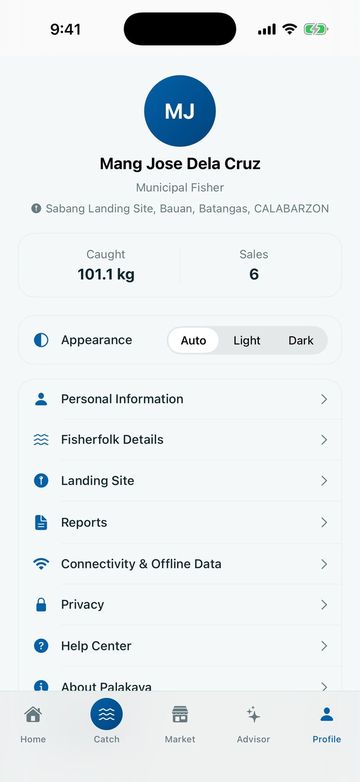 9:41
MJ
Mang Jose Dela Cruz
Municipal Fisher
Sabang Landing Site, Bauan, Batangas, CALABARZON
Caught
Sales
101.1 kg
6
Appearance
Auto
Light
Dark
Personal Information
Fisherfolk Details
Landing Site
Reports
Connectivity & Offline Data
Privacy
Help Center
About Palakaya
Home
Catch
Market
Advisor
Profile